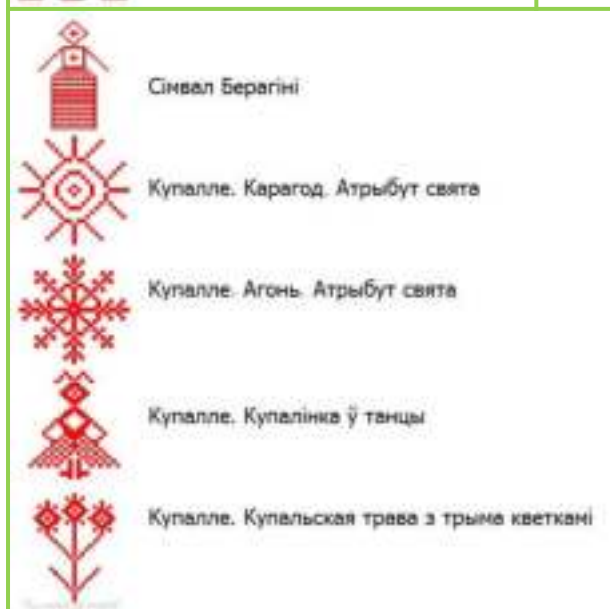 Сімвал Берагіні
Купалле. Карагод. Атрыбут свята
Купалле. Агонь. Атрыбут свята
Купалле. Купалінка ў танцы
Купалле. Купальская трава з трыма кветкамі